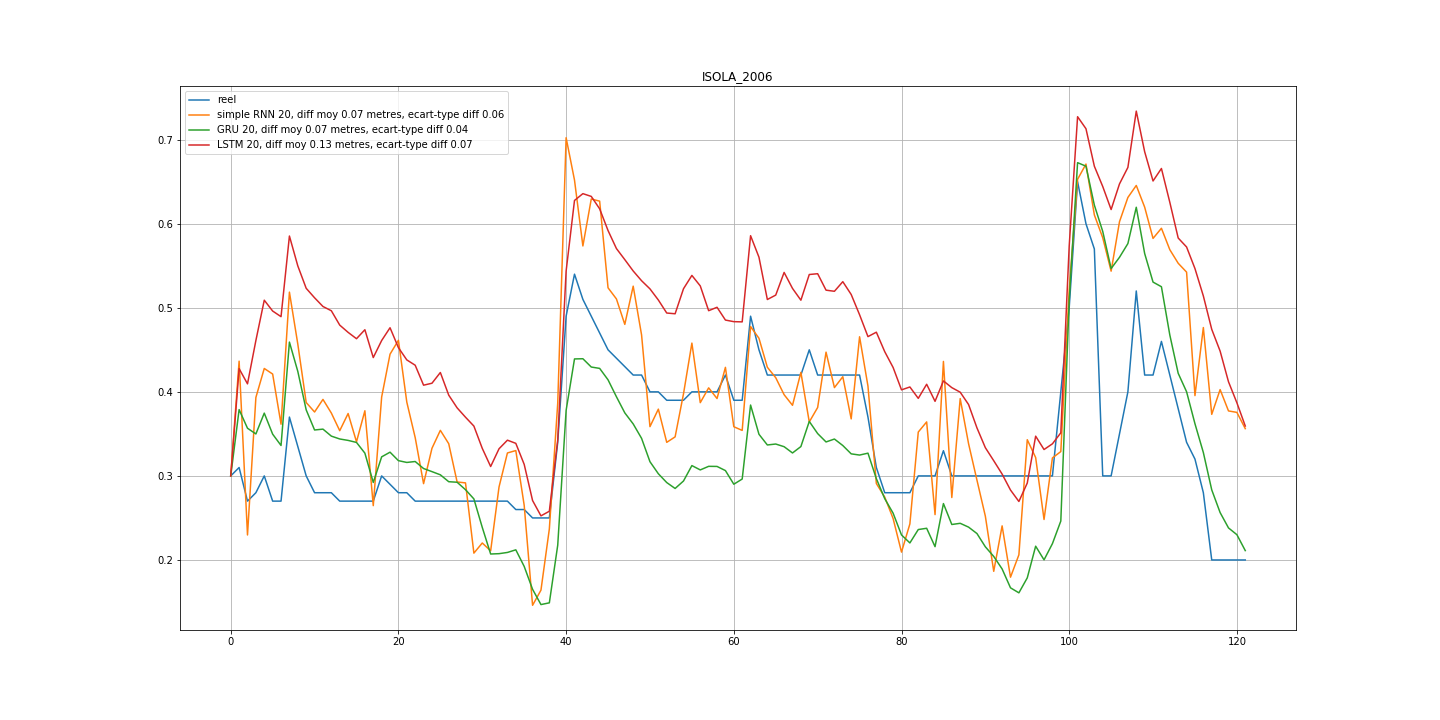 ISOLA_2006
reel
simple RNN 20, diff moy 0.07 metres, ecart-type diff 0.06
GRU 20, diff moy 0.07 metres, ecart-type diff 0.04
LSTM 20, diff moy 0.13 metres, ecart-type diff 0.07
0.7
0.6
0.5
0.4
0.3
0.2
0 20 40 60 80 100 120